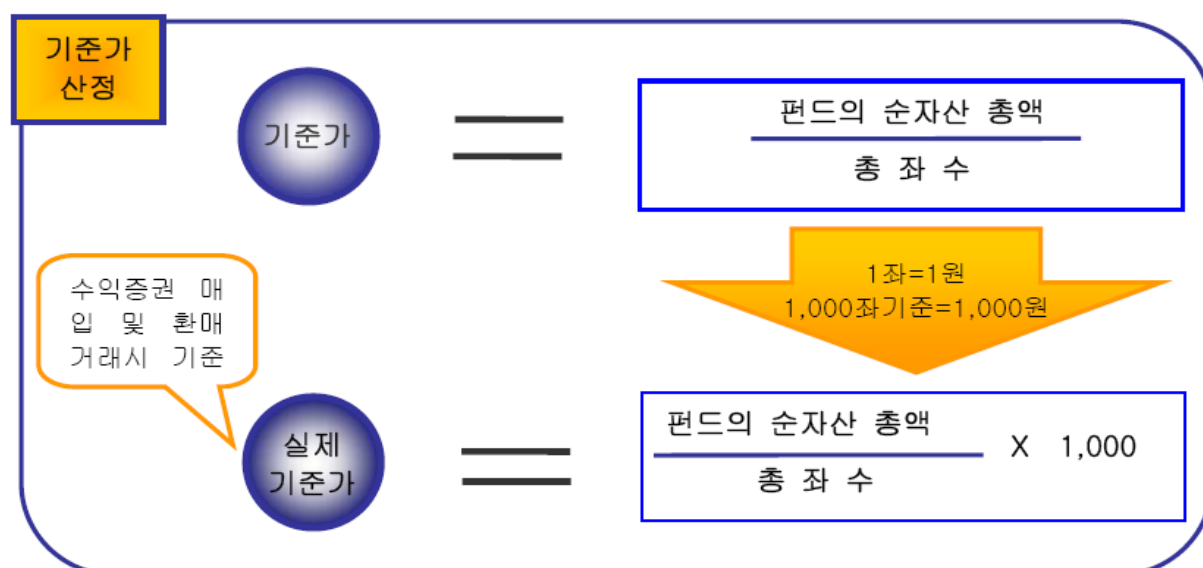 기준가
산정
기준가
펀드의 순자산 총액
총 좌 수
1좌=1원
1,000좌기준=1,000원
수익증권 매
입 및 환매
거래시 기준
실제
기준가
펀드의 순자산 총액
총 좌 수
X 1,000